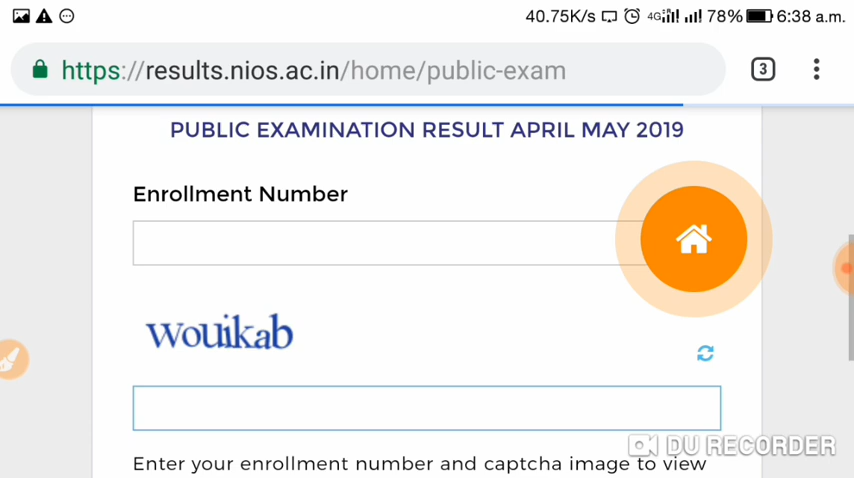 40.75K/s 4G 78% 6:38 a.m.
https://results.nios.ac.in/home/public-exam 3
PUBLIC EXAMINATION RESULT APRIL MAY 2019
Enrollment Number
wouikab
DU RECORDER
Enter your enrollment number and captcha image to view